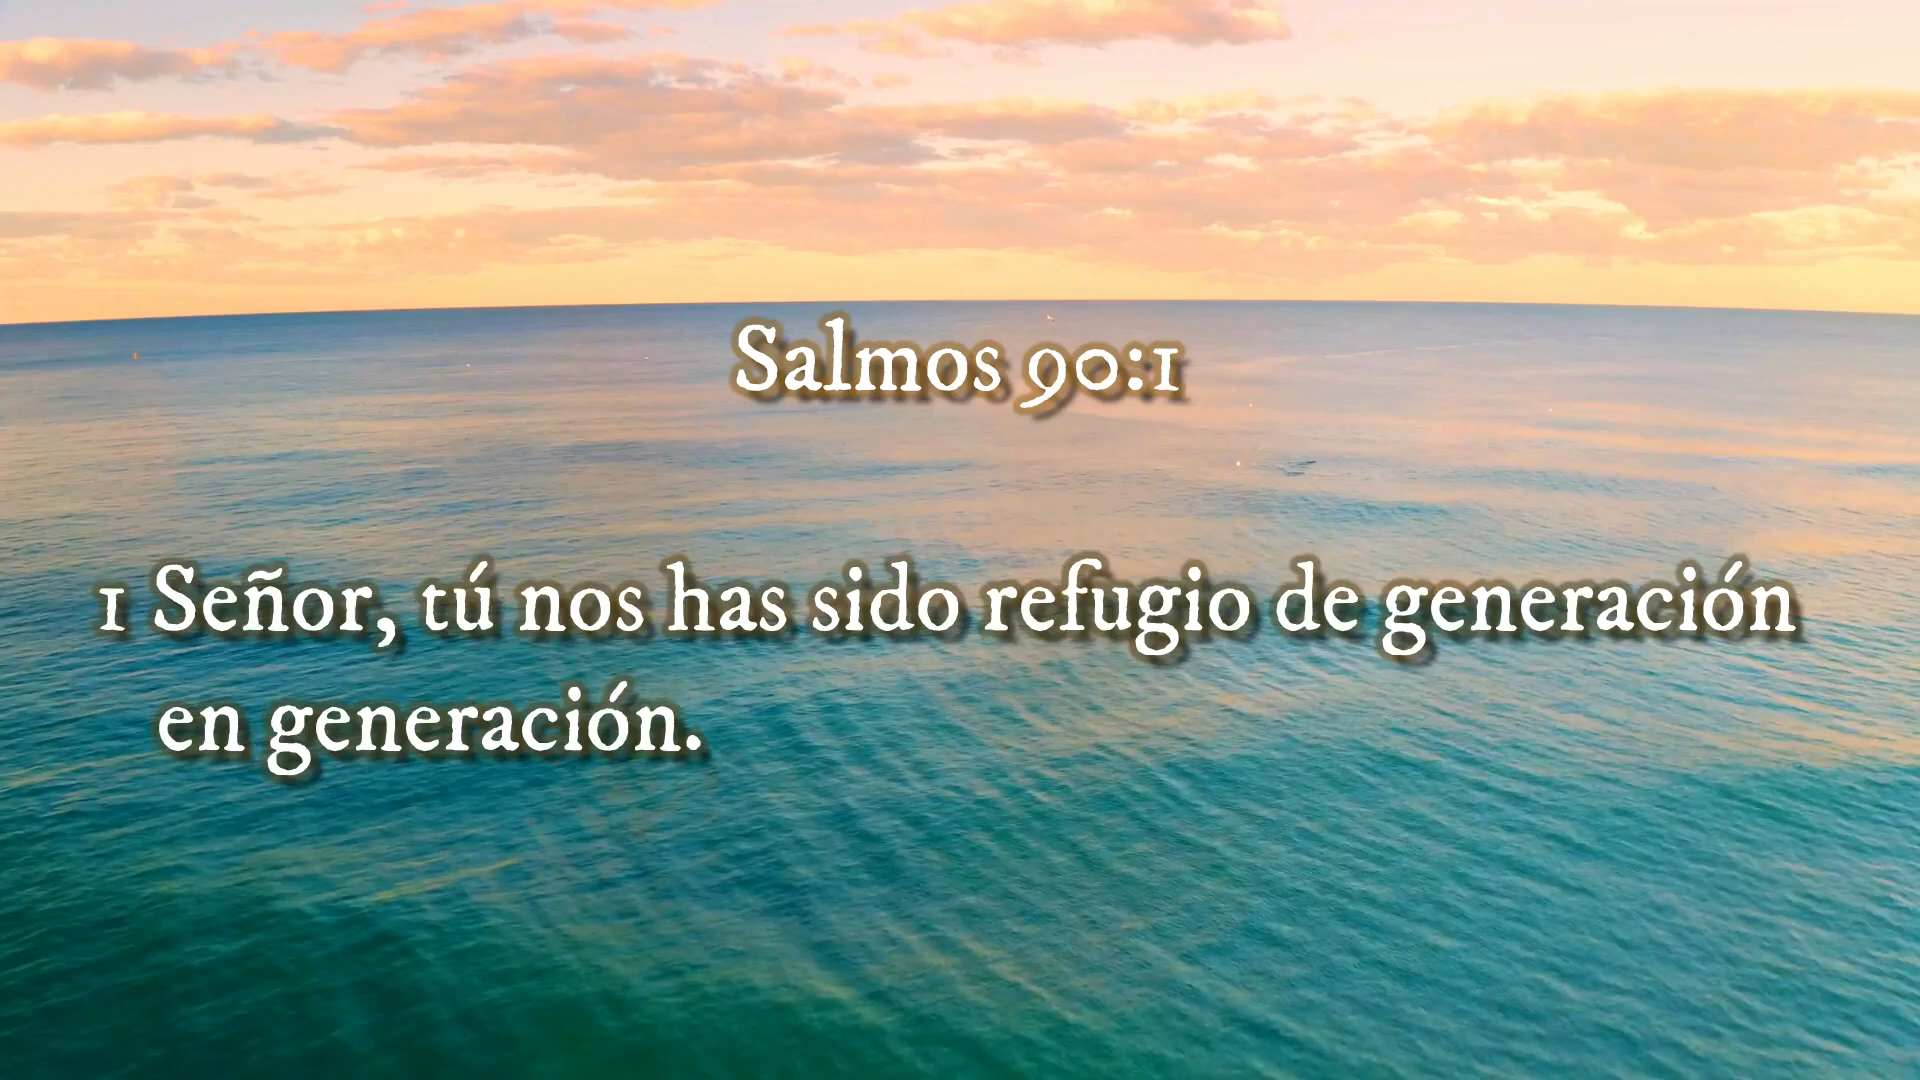 Salmos 90:1
1 Señor, tú nos has sido refugio de generación
en generación.